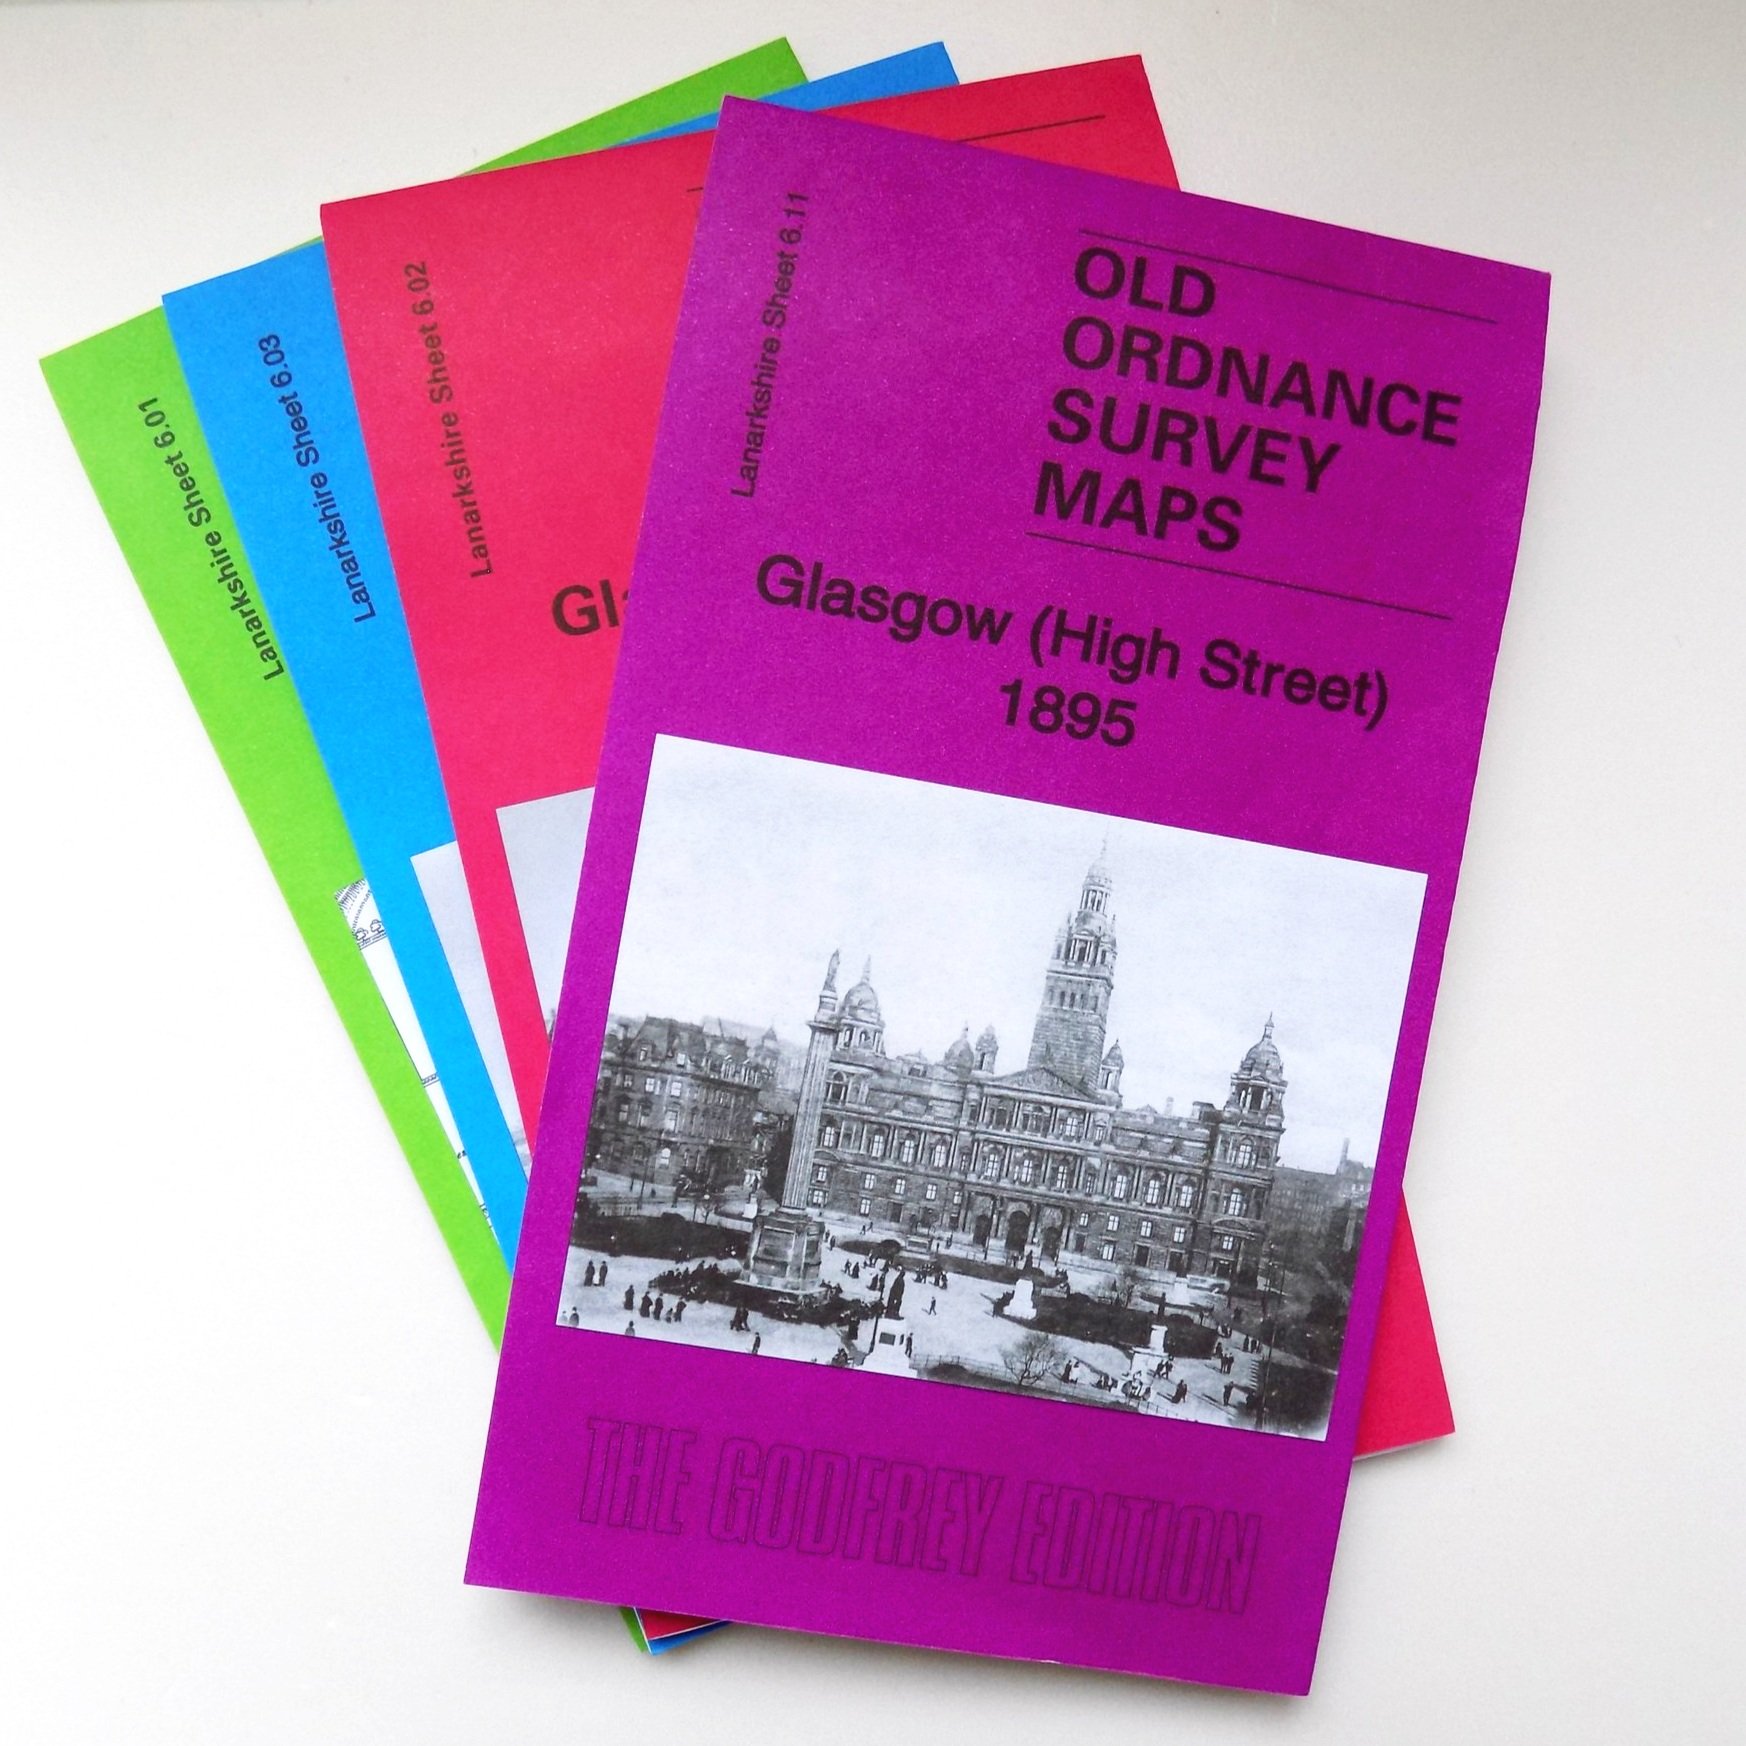 Lanarkshire Sheet 6.01
Lanarkshire Sheet 6.03
Lanarkshire Sheet 6.02
Gla
Lanarkshire Sheet 6.11
OLD
ORDNANCE
SURVEY
MAPS
Glasgow (High Street)
1895
THE GODFREY EDITION